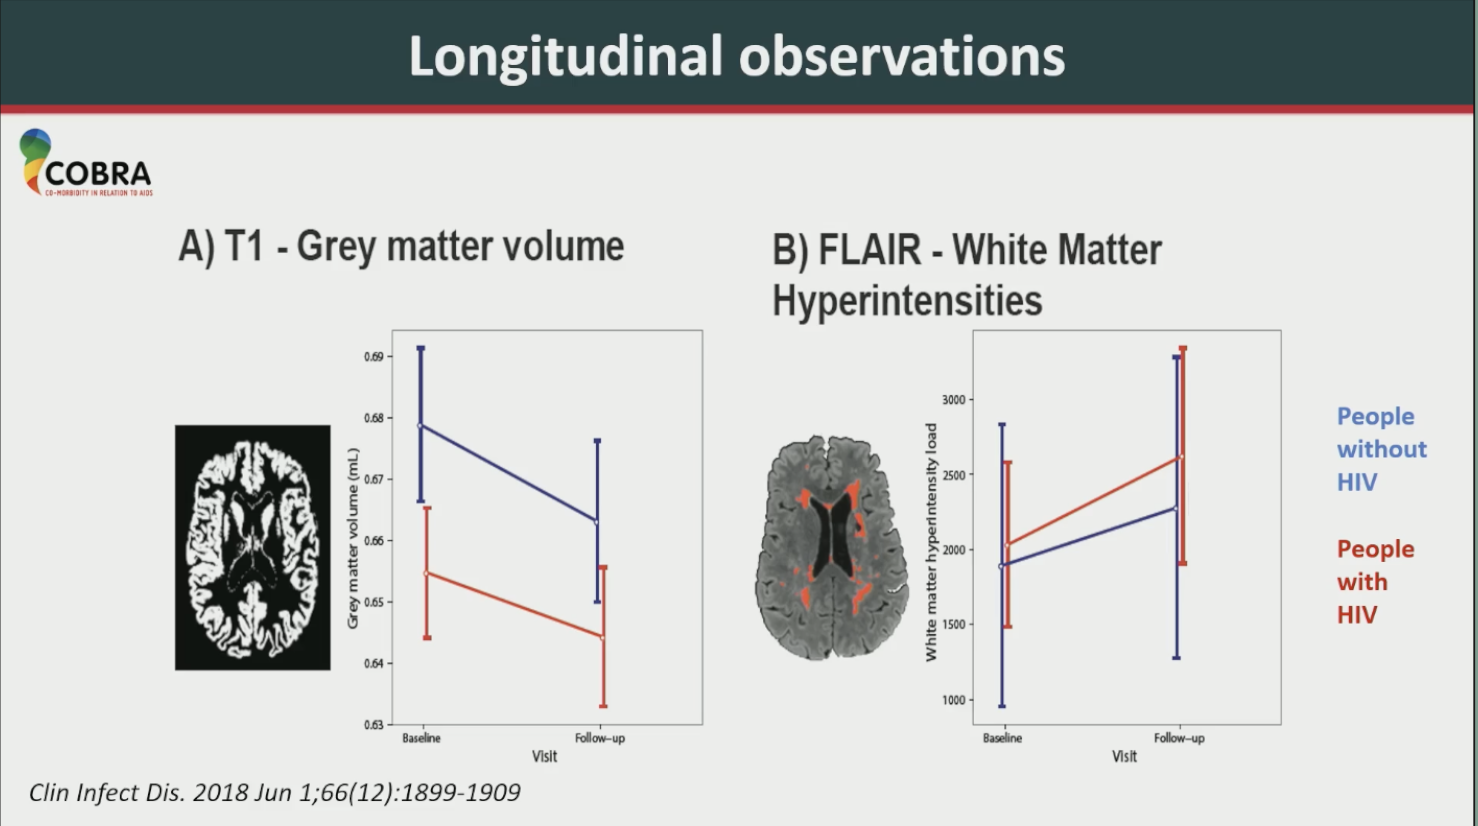 Longitudinal observations
COBRA
CO-MORBIDITY IN RELATION TO AIDS
A) T1 - Grey matter volume
0.69
0.68
0.67
0.66
0.65
0.64
0.63
Grey matter volume (mL)
Baseline
Follow-up
Visit
B) FLAIR - White Matter
Hyperintensities
3000
2500
2000
1500
1000
White matter hyperintensity load
Baseline
Follow-up
Visit
People
without
HIV
People
with
HIV
Clin Infect Dis. 2018 Jun 1;66(12):1899-1909